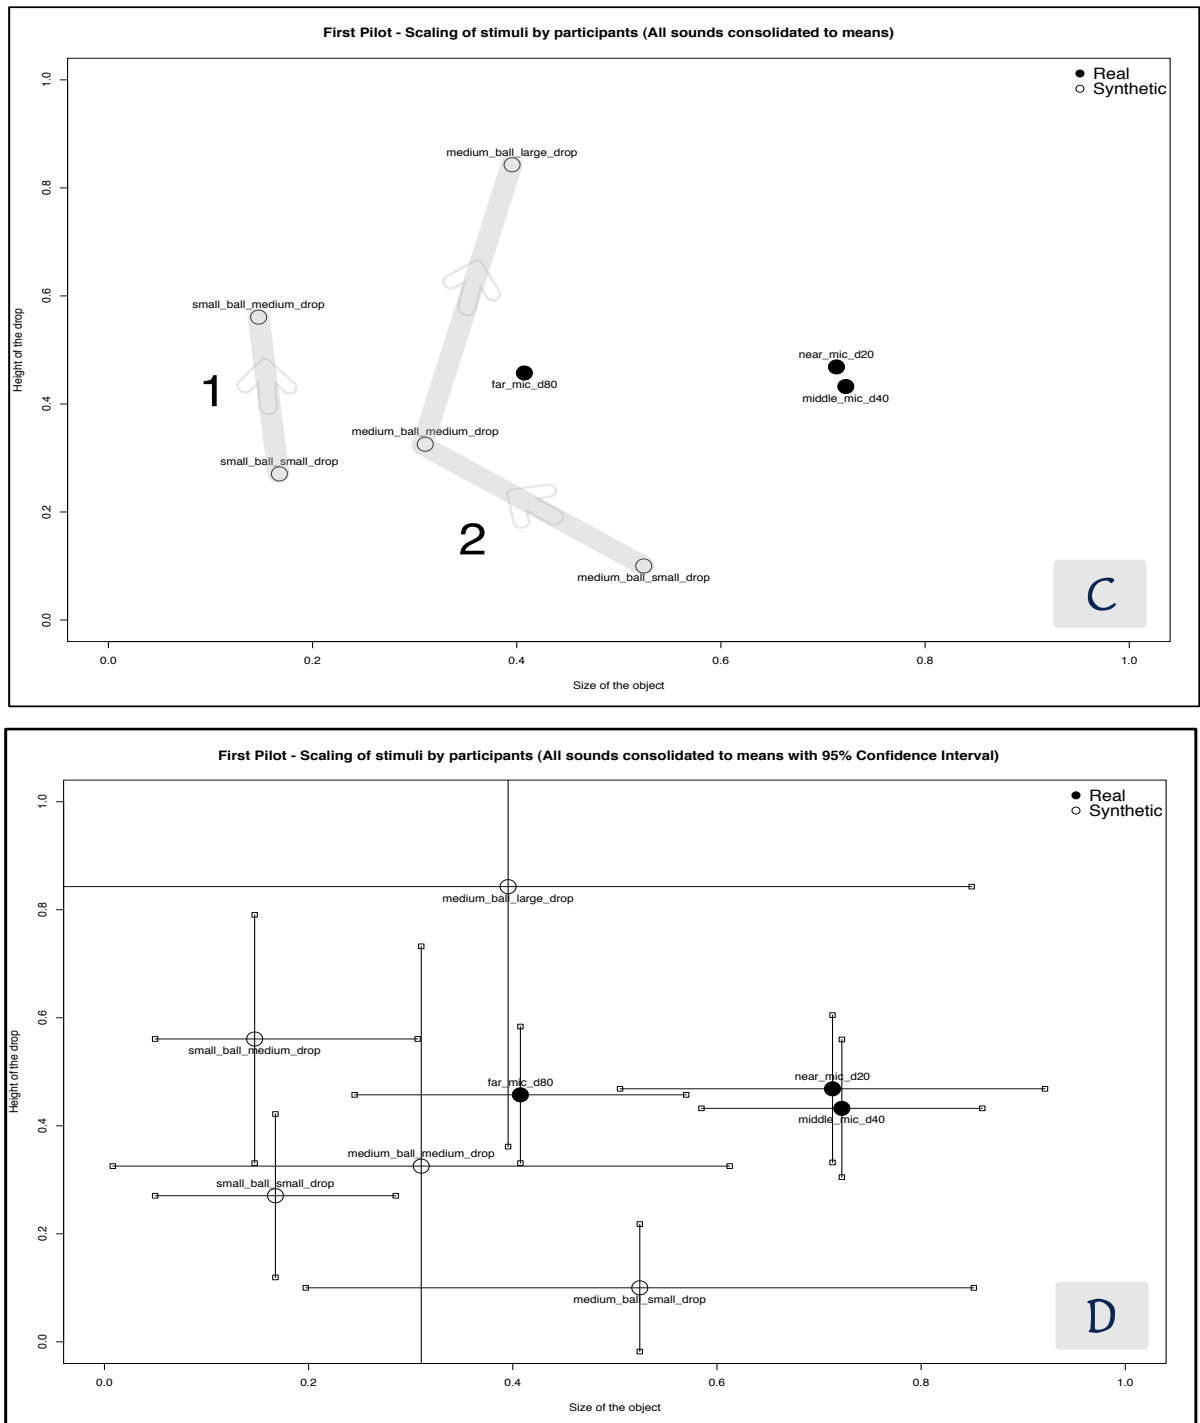 First Pilot - Scaling of stimuli by participants (All sounds consolidated to means)
Real
Synthetic
1.0
0.8
0.6
0.4
0.2
0.0
Height of the drop
medium_ball_large_drop
small_ball_medium_drop
near_mic_d20
far_mic_d80
middle_mic_d40
1
medium_ball_medium_drop
small_ball_small_drop
2
medium_ball_small_drop
C
0.0 0.2 0.4 0.6 0.8 1.0
Size of the object
First Pilot - Scaling of stimuli by participants (All sounds consolidated to means with 95% Confidence Interval)
Real
Synthetic
1.0
0.8
0.6
0.4
0.2
0.0
Height of the drop
medium_ball_large_drop
small_ball_medium_drop
far_mic_d80
near_mic_d20
middle_mic_d40
medium_ball_medium_drop
small_ball_small_drop
medium_ball_small_drop
D
0.0 0.2 0.4 0.6 0.8 1.0
Size of the object